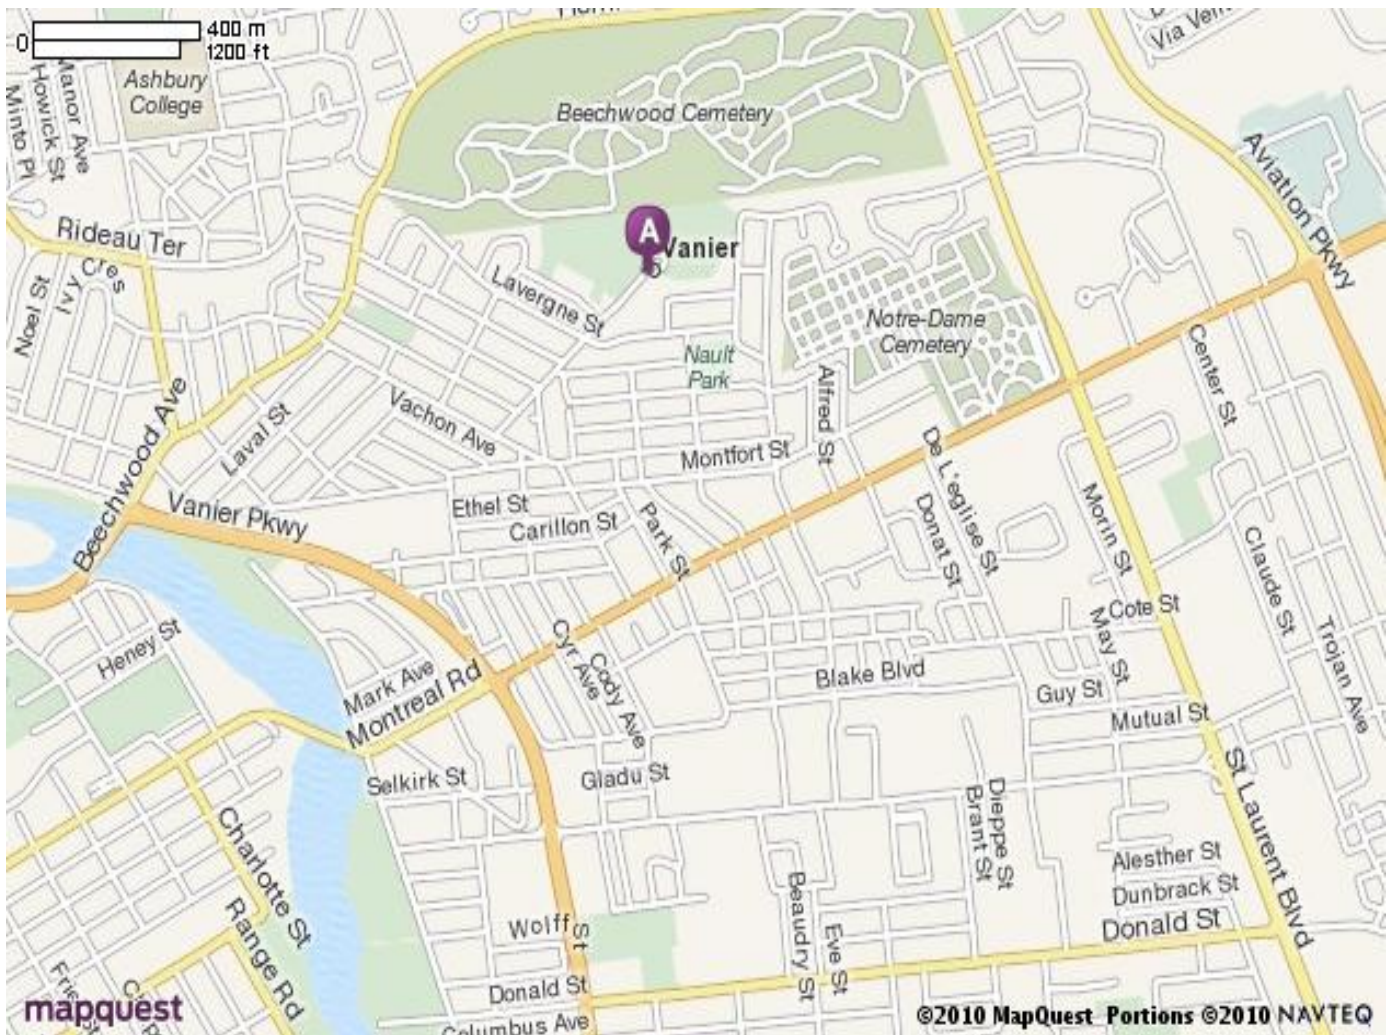 400 m
0
1200 ft
Ashbury
College
Manor Ave
Howick St
Minto Pl
Beechwood Cemetery
Aviation Pkwy
Rideau Ter
Ivy Cres
Noel St
A
Vanier
Lavergne St
Notre-Dame
Cemetery
Nault
Park
Center St
Alfred St
Vachon Ave
Laval St
Beechwood Ave
Montfort St
De L'eglise St
Donat St
Morin St
Vanier Pkwy
Ethel St
Carillon St
Park St
Claude St
Trojan Ave
Cote St
May St
Heney St
Mark Ave
Montreal Rd
Cyr Ave
Cody Ave
Blake Blvd
Guy St
Mutual St
Selkirk St
Gladu St
St Laurent Blvd
Charlotte St
Range Rd
Dieppe St
Brant St
Alesther St
Dunbrack St
Donald St
Beaudry St
Eve St
Wolff St
Donald St
Columbus Ave
mapquest
©2010 MapQuest Portions ©2010 NAVTEQ